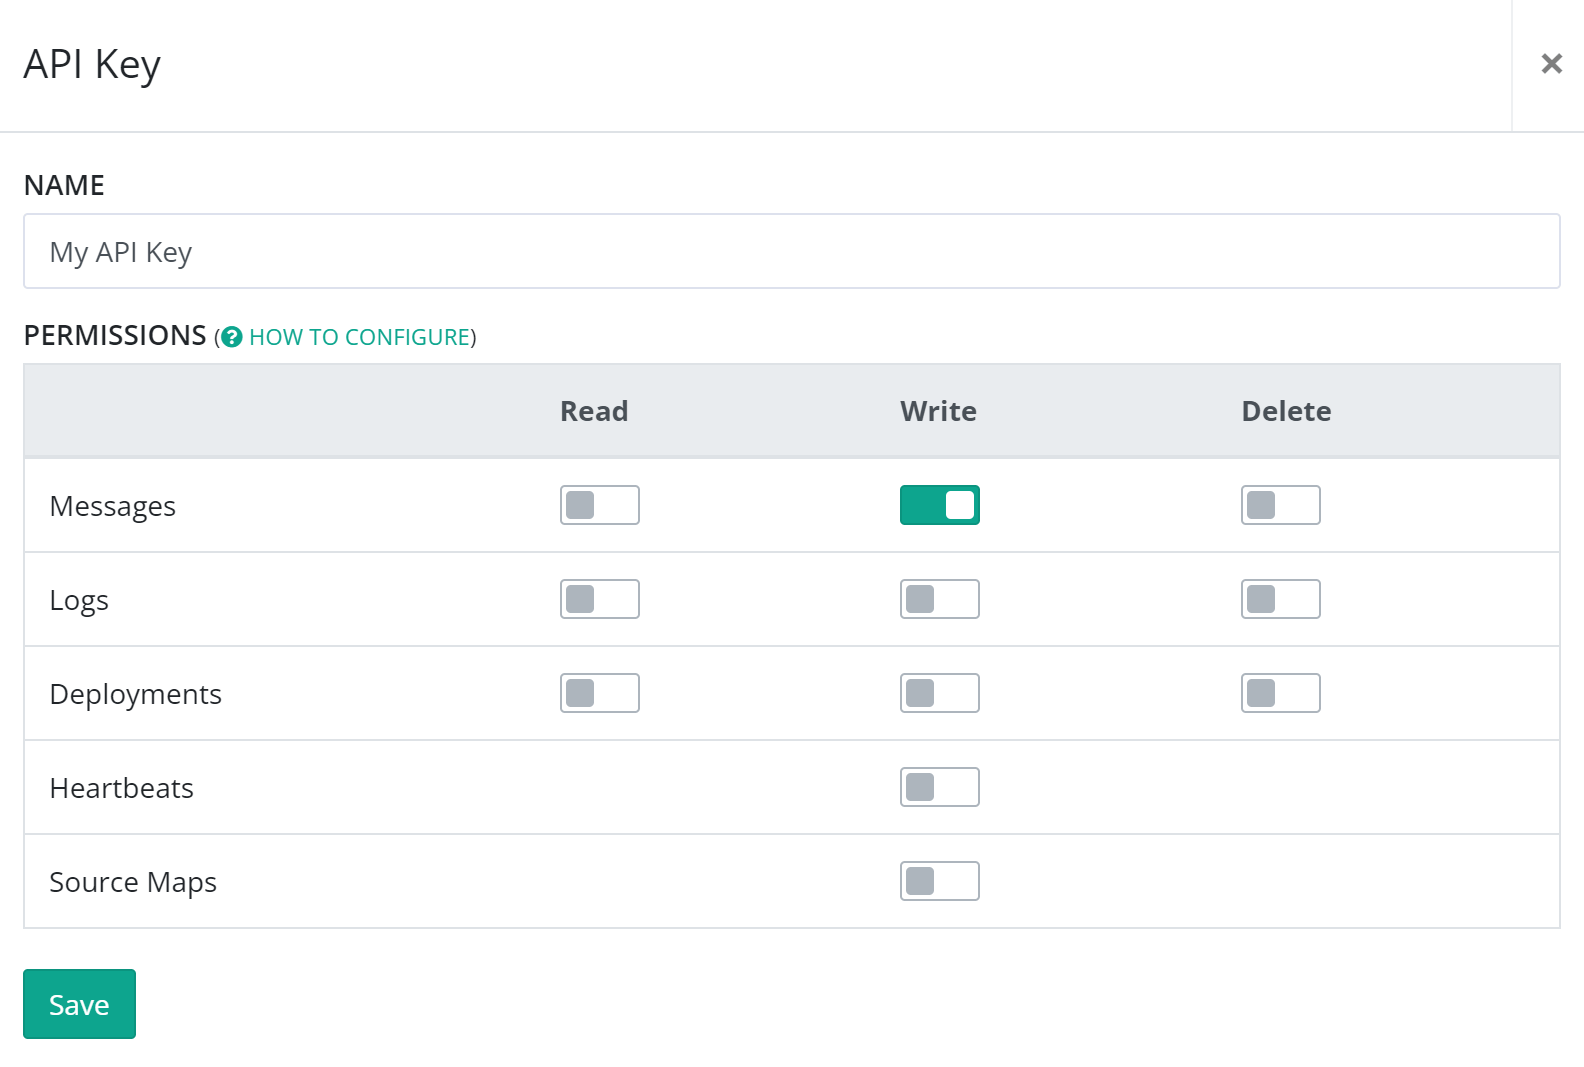 API Key
NAME
My API Key
PERMISSIONS (? HOW TO CONFIGURE)
Read Write Delete
Messages
Logs
Deployments
Heartbeats
Source Maps
Save